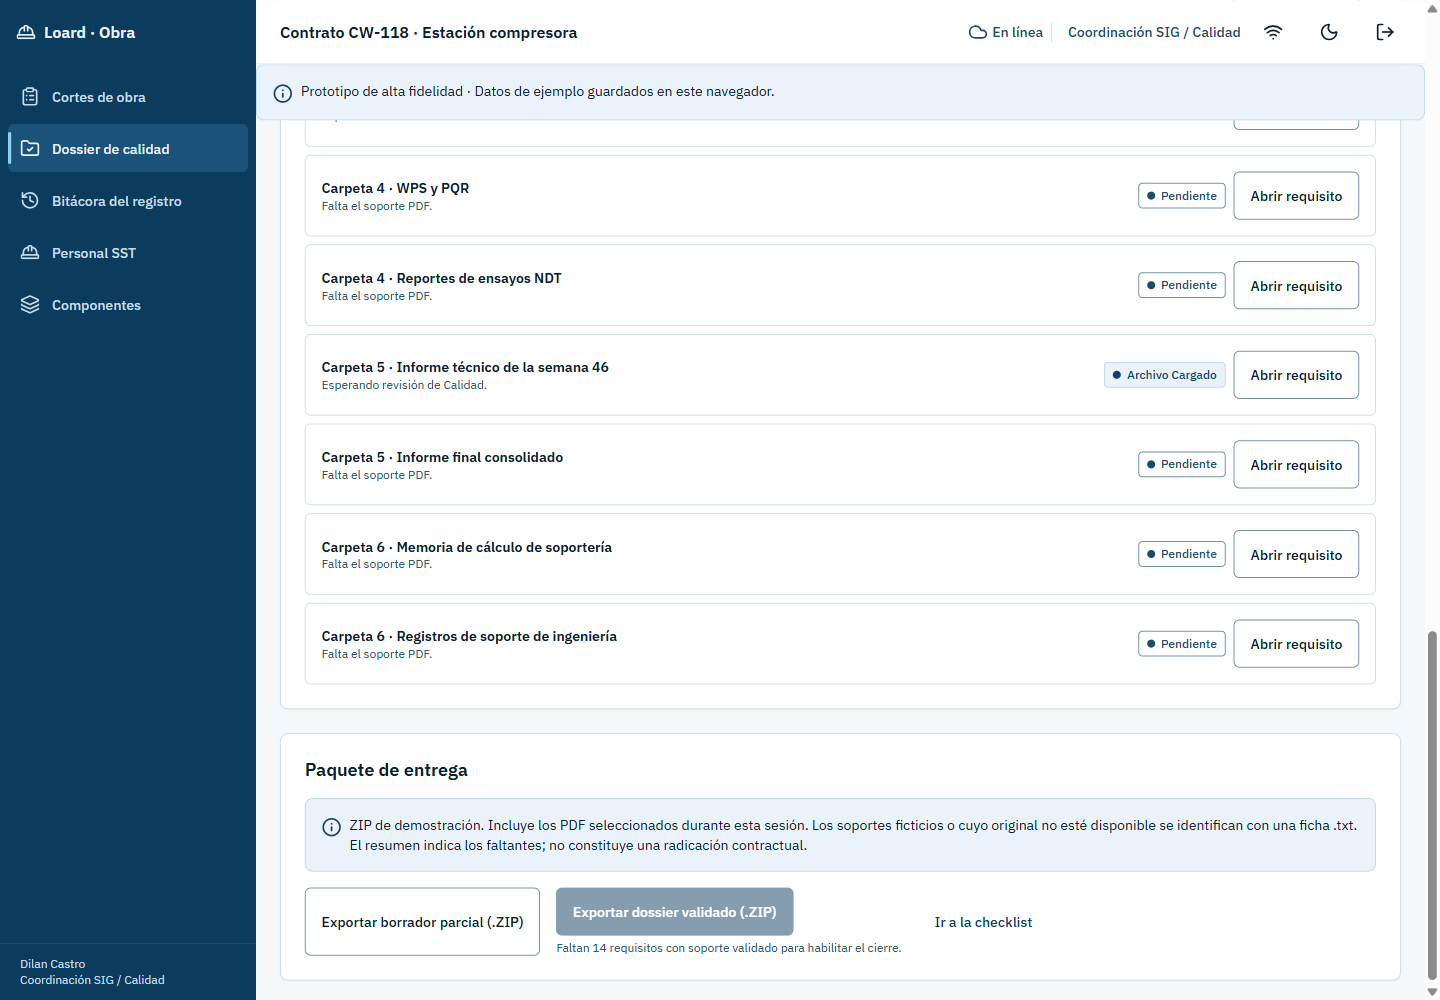 Loard · Obra
Contrato CW-118 · Estación compresora
En línea
Coordinación SIG / Calidad
Cortes de obra
Dossier de calidad
Bitácora del registro
Personal SST
Componentes
Prototipo de alta fidelidad · Datos de ejemplo guardados en este navegador.
Carpeta 4 · WPS y PQR
Falta el soporte PDF.
Pendiente
Abrir requisito
Carpeta 4 · Reportes de ensayos NDT
Falta el soporte PDF.
Pendiente
Abrir requisito
Carpeta 5 · Informe técnico de la semana 46
Esperando revisión de Calidad.
Archivo Cargado
Abrir requisito
Carpeta 5 · Informe final consolidado
Falta el soporte PDF.
Pendiente
Abrir requisito
Carpeta 6 · Memoria de cálculo de soportería
Falta el soporte PDF.
Pendiente
Abrir requisito
Carpeta 6 · Registros de soporte de ingeniería
Falta el soporte PDF.
Pendiente
Abrir requisito
Paquete de entrega
ZIP de demostración. Incluye los PDF seleccionados durante esta sesión. Los soportes ficticios o cuyo original no esté disponible se identifican con una ficha .txt.
El resumen indica los faltantes; no constituye una radicación contractual.
Exportar borrador parcial (.ZIP)
Exportar dossier validado (.ZIP)
Faltan 14 requisitos con soporte validado para habilitar el cierre.
Ir a la checklist
Dilan Castro
Coordinación SIG / Calidad